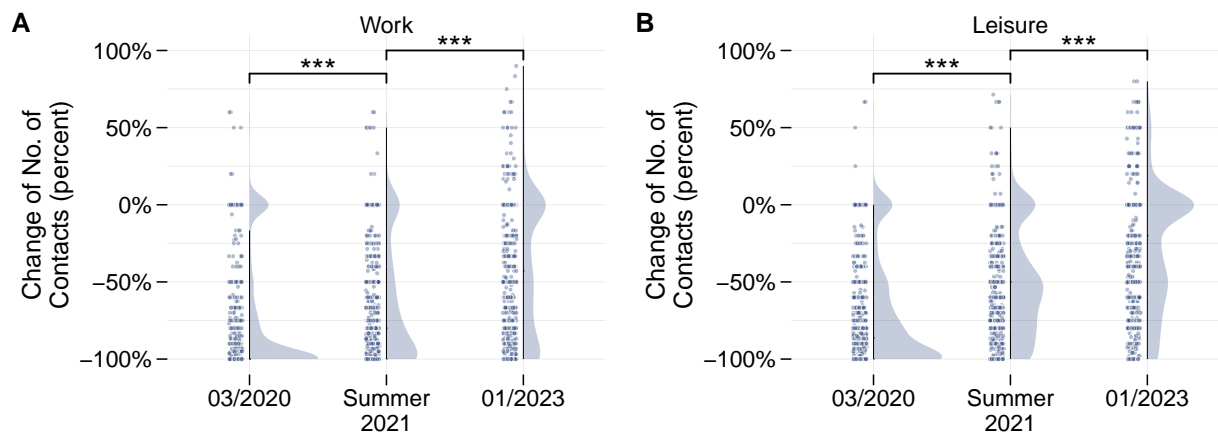 A
Work
Change of No. of
Contacts (percent)
100%
50%
0%
−50%
−100%
***
***
03/2020
Summer
2021
01/2023
B
Leisure
Change of No. of
Contacts (percent)
100%
50%
0%
−50%
−100%
***
***
03/2020
Summer
2021
01/2023